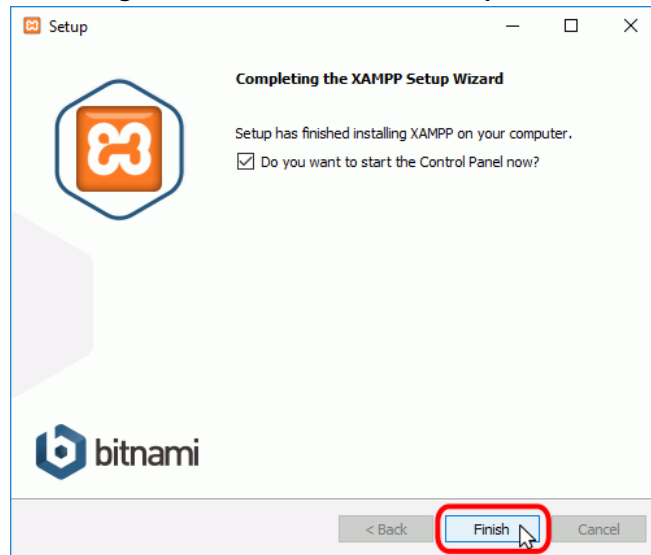 Setup
Completing the XAMPP Setup Wizard
Setup has finished installing XAMPP on your computer.
Do you want to start the Control Panel now?
bitnami
< Back
Finish
Cancel